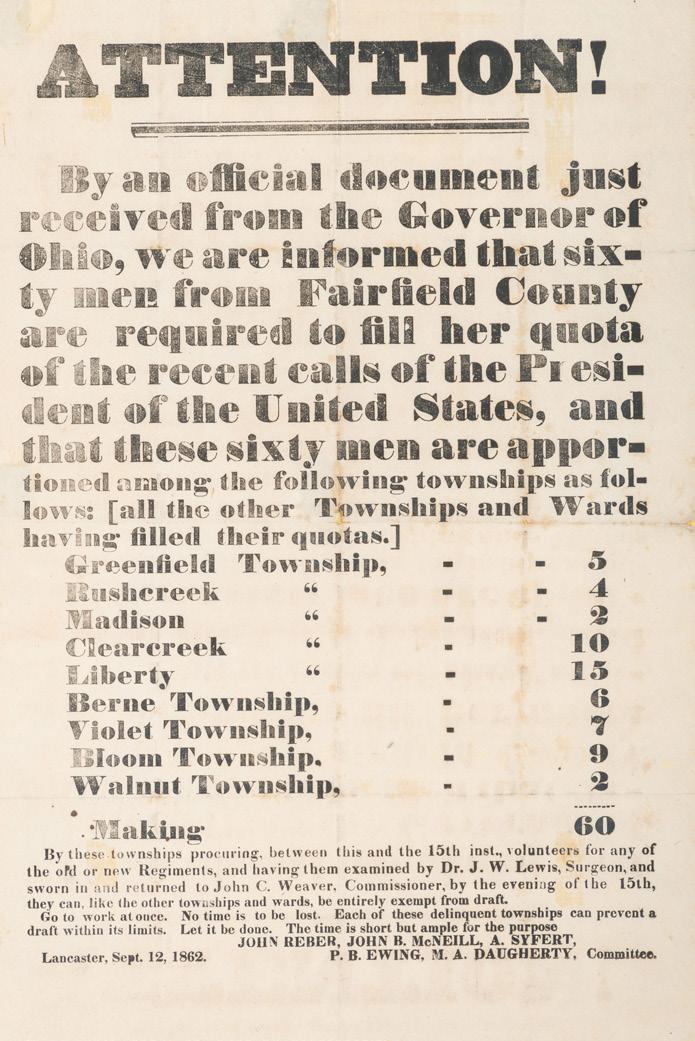 ATTENTION!
By an official document just
received from the Governor of
Ohio, we are informed that six-
ty men from Fairfield County
are required to fill her quota
of the recent calls of the Presi-
dent of the United States, and
that these sixty men are appor-
tioned among the following townships as fol-
lows: [all the other Townships and Wards
having filled their quotas.]
Greenfield Township, - - 5
Rushcreek “ - - 4
Madison “ - - 2
Clearcreek “ - 10
Liberty “ - 15
Berne Township, - 6
Violet Township, - 7
Bloom Township. - 9
Walnut Township, - 2
Making 60
By these townships procuring, between this and the 15th inst., volunteers for any of
the old or new Regiments, and having them examined by Dr. J. W. Lewis, Surgeon, and
sworn in and returned to John C. Weaver, Commissioner, by the evening of the 15th,
they can, like the other townships and wards, be entirely exempt from draft.
Go to work at once. No time is to be lost. Each of these delinquent townships can prevent a
draft within its limits. Let it be done. The time is short but ample for the purpose
JOHN REBER, JOHN B. McNEILL, A. SYFERT,
Lancaster, Sept. 12, 1862. P. B. EWING, M. A. DAUGHERTY, Committee.